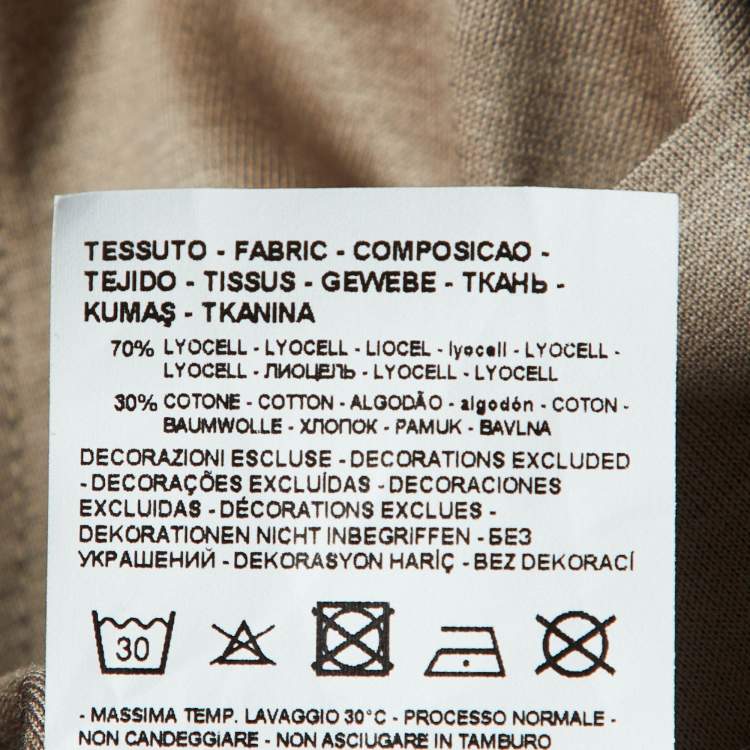 TESSUTO - FABRIC - COMPOSICAO -
TEJIDO - TISSUS - GEWEBE - ТКАНЬ -
KUMAŞ - TKANINA
70% LYOCELL - LYOCELL - LIOCEL - lyocell - LYOCELL -
LYOCELL - ЛИОЦЕЛЬ - LYOCELL - LYOCELL
30% COTONE - COTTON - ALGODÃO - algodón - COTON -
BAUMWOLLE - ХЛОПОК - PAMUK - BAVLNA
DECORAZIONI ESCLUSE - DECORATIONS EXCLUDED
- DECORAÇÕES EXCLUÍDAS - DECORACIONES
EXCLUIDAS - DÉCORATIONS EXCLUES -
DEKORATIONEN NICHT INBEGRIFFEN - БЕЗ
УКРАШЕНИЙ - DEKORASYON HARİÇ - BEZ DEKORACÍ
30
- MASSIMA TEMP. LAVAGGIO 30°C - PROCESSO NORMALE -
NON CANDEGGIARE - NON ASCIUGARE IN TAMBURO